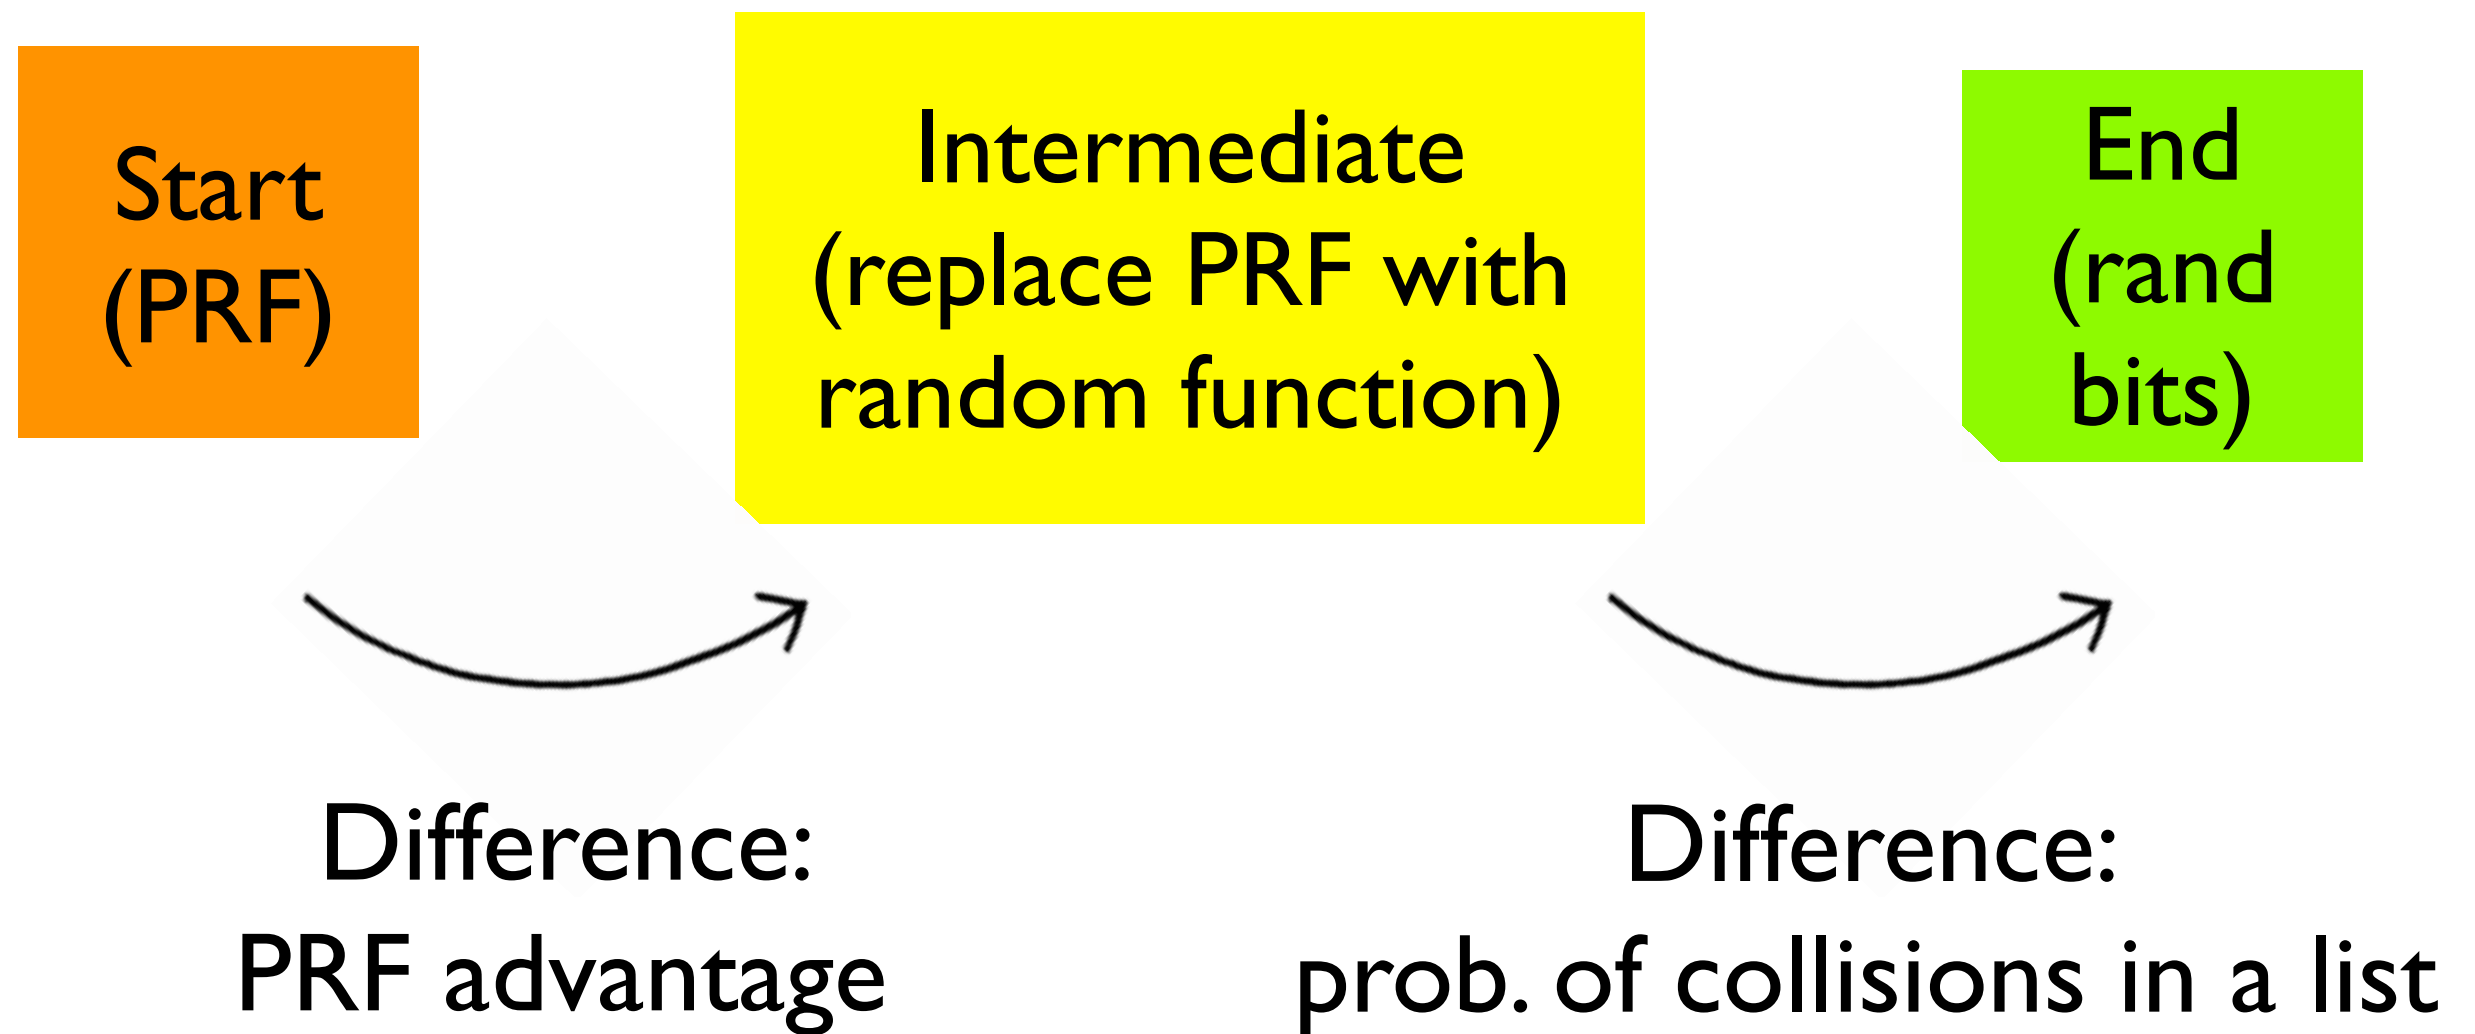 Start
(PRF)
Intermediate
(replace PRF with
random function)
End
(rand
bits)
Difference:
PRF advantage
Difference:
prob. of collisions in a list